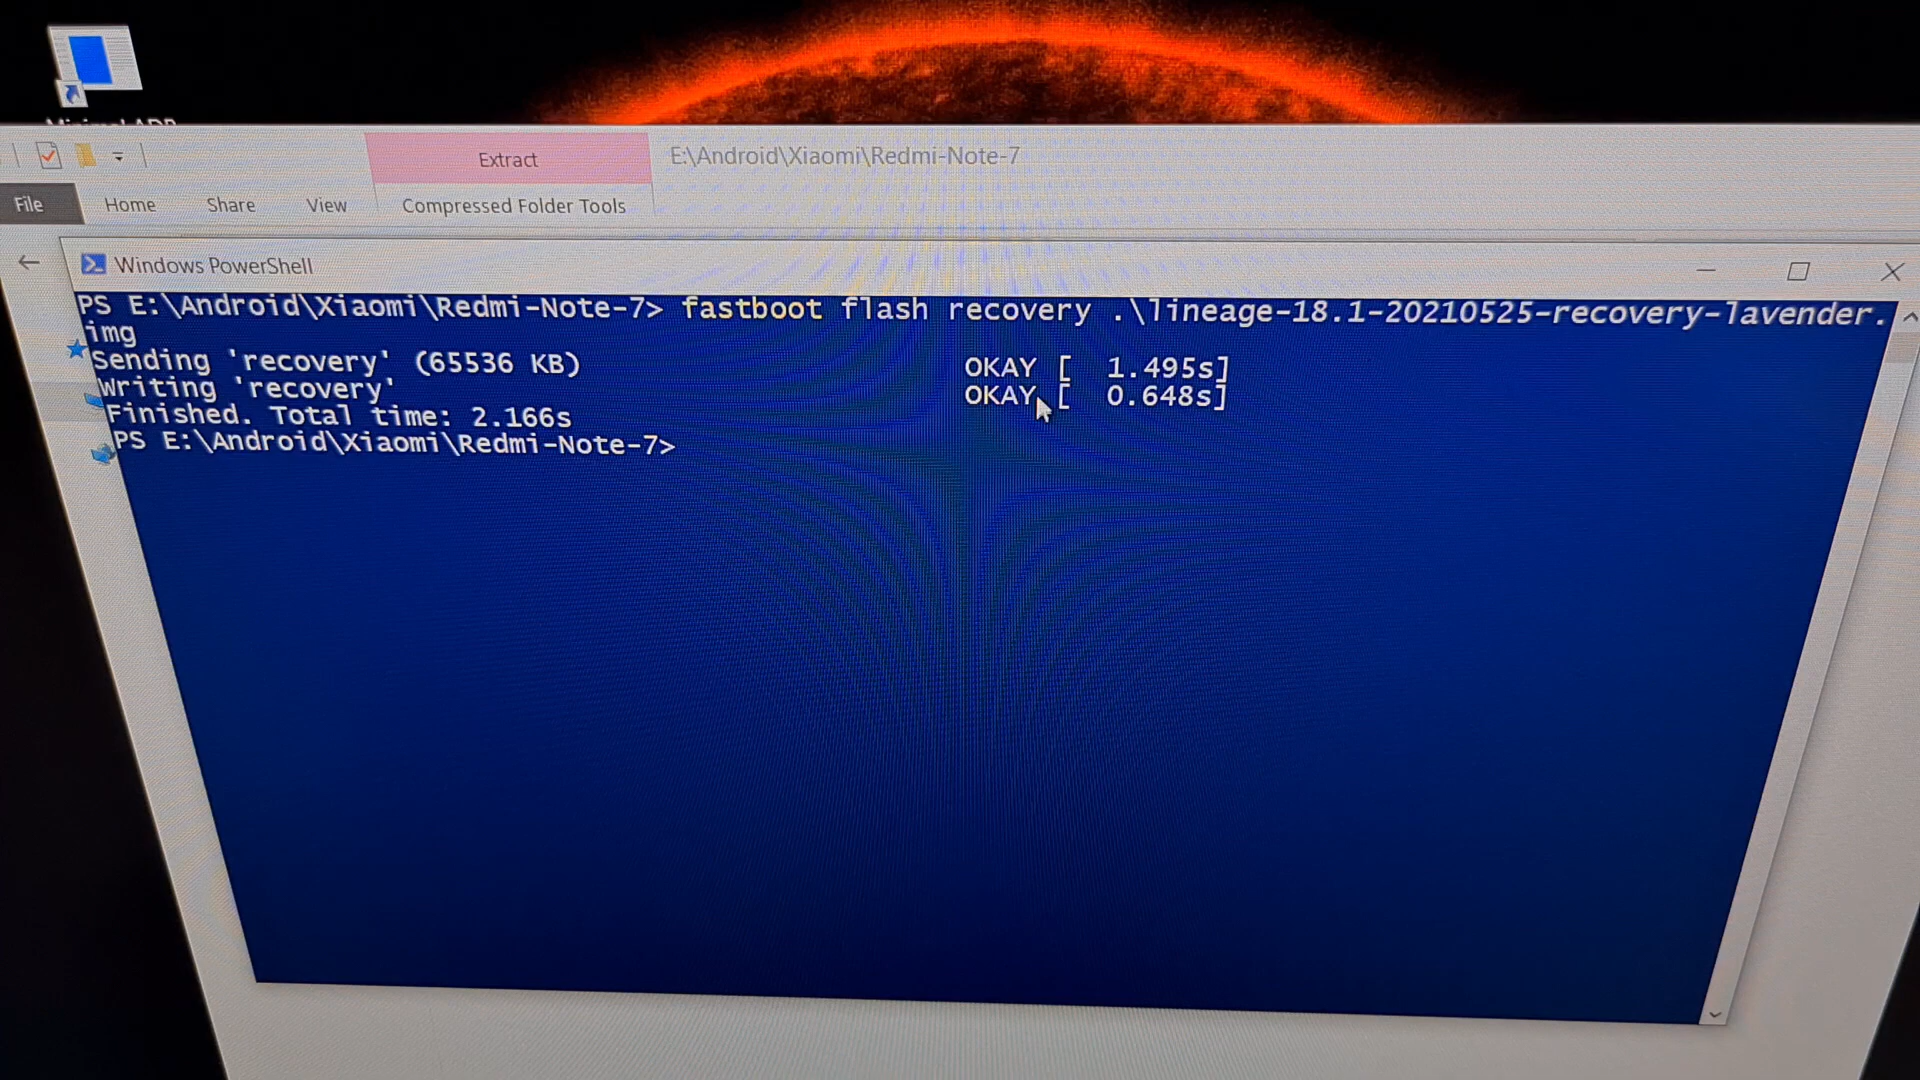 Minimal ADB
Extract
E:\Android\Xiaomi\Redmi-Note-7
File Home Share View Compressed Folder Tools
Windows PowerShell
PS E:\Android\Xiaomi\Redmi-Note-7> fastboot flash recovery .\lineage-18.1-20210525-recovery-lavender.
img
Sending 'recovery' (65536 KB) OKAY [ 1.495s]
Writing 'recovery' OKAY [ 0.648s]
Finished. Total time: 2.166s
PS E:\Android\Xiaomi\Redmi-Note-7>